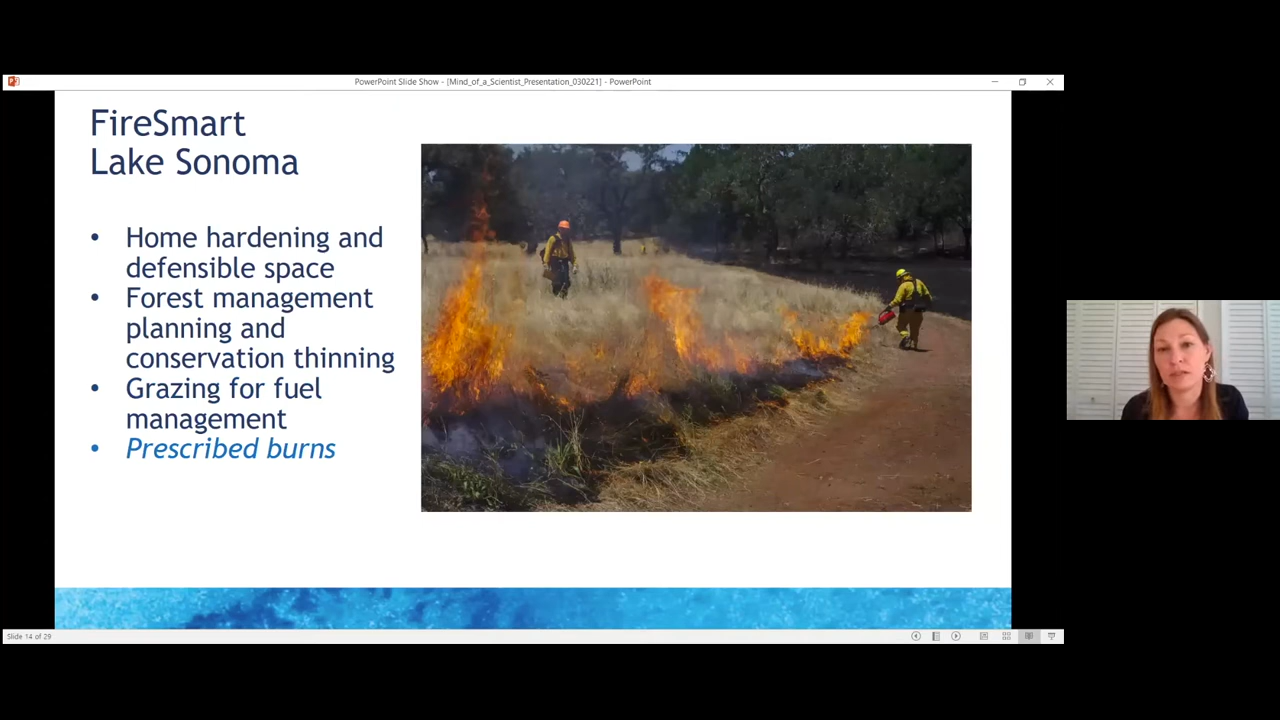 PowerPoint Slide Show - [Mind_of_a_Scientist_Presentation_030221] - PowerPoint
FireSmart
Lake Sonoma
• Home hardening and
defensible space
• Forest management
planning and
conservation thinning
• Grazing for fuel
management
• Prescribed burns
Slide 14 of 29